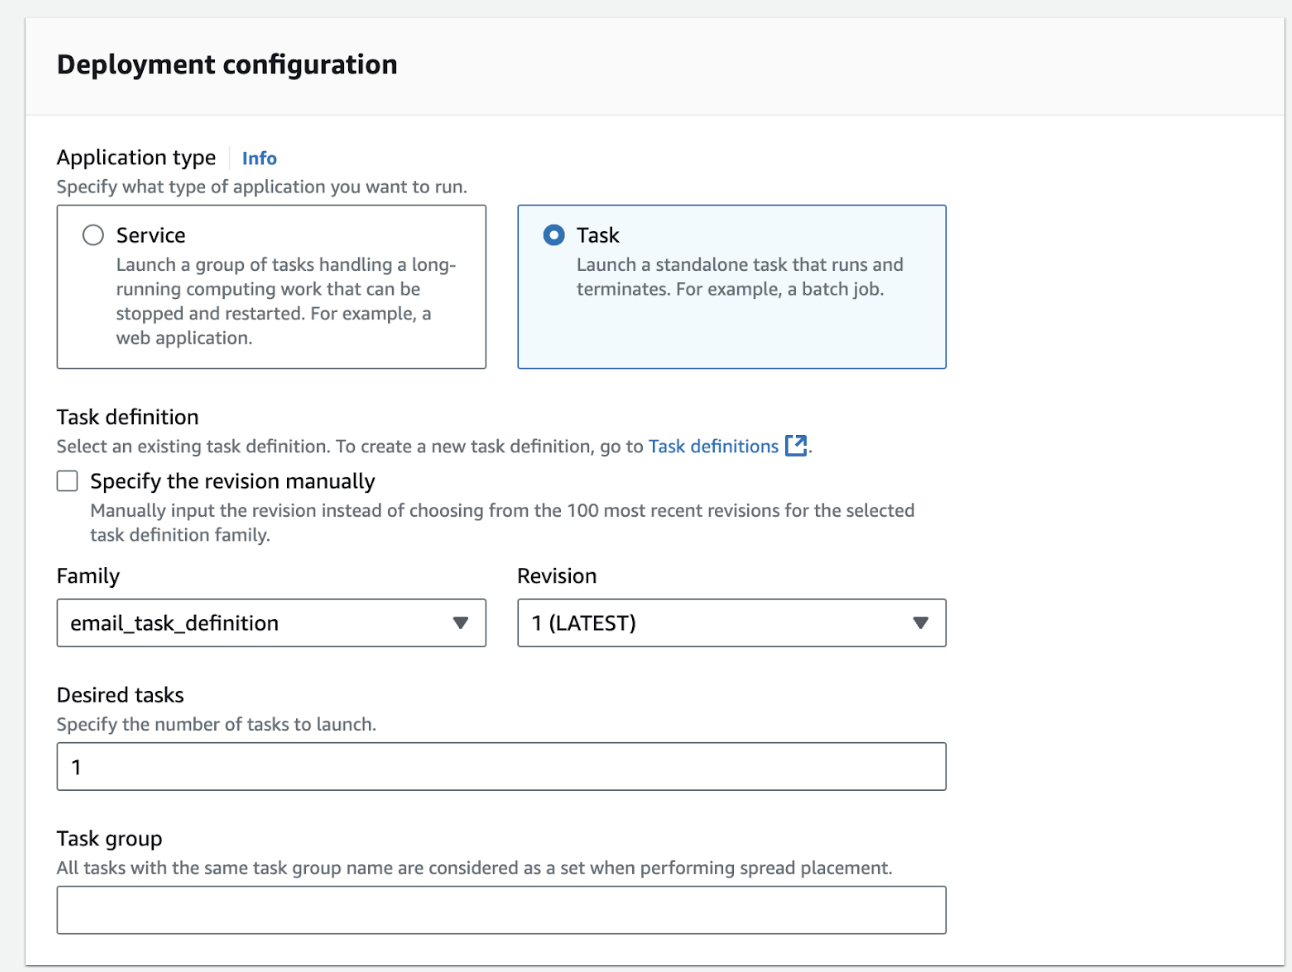 Deployment configuration
Application type Info
Specify what type of application you want to run.
Service
Launch a group of tasks handling a long-
running computing work that can be
stopped and restarted. For example, a
web application.
Task
Launch a standalone task that runs and
terminates. For example, a batch job.
Task definition
Select an existing task definition. To create a new task definition, go to Task definitions.
Specify the revision manually
Manually input the revision instead of choosing from the 100 most recent revisions for the selected
task definition family.
Family
email_task_definition
Revision
1 (LATEST)
Desired tasks
Specify the number of tasks to launch.
1
Task group
All tasks with the same task group name are considered as a set when performing spread placement.